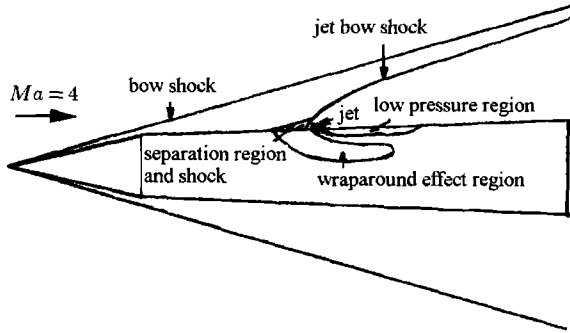 jet bow shock
Ma = 4
bow shock
jet
low pressure region
separation region
and shock
wraparound effect region